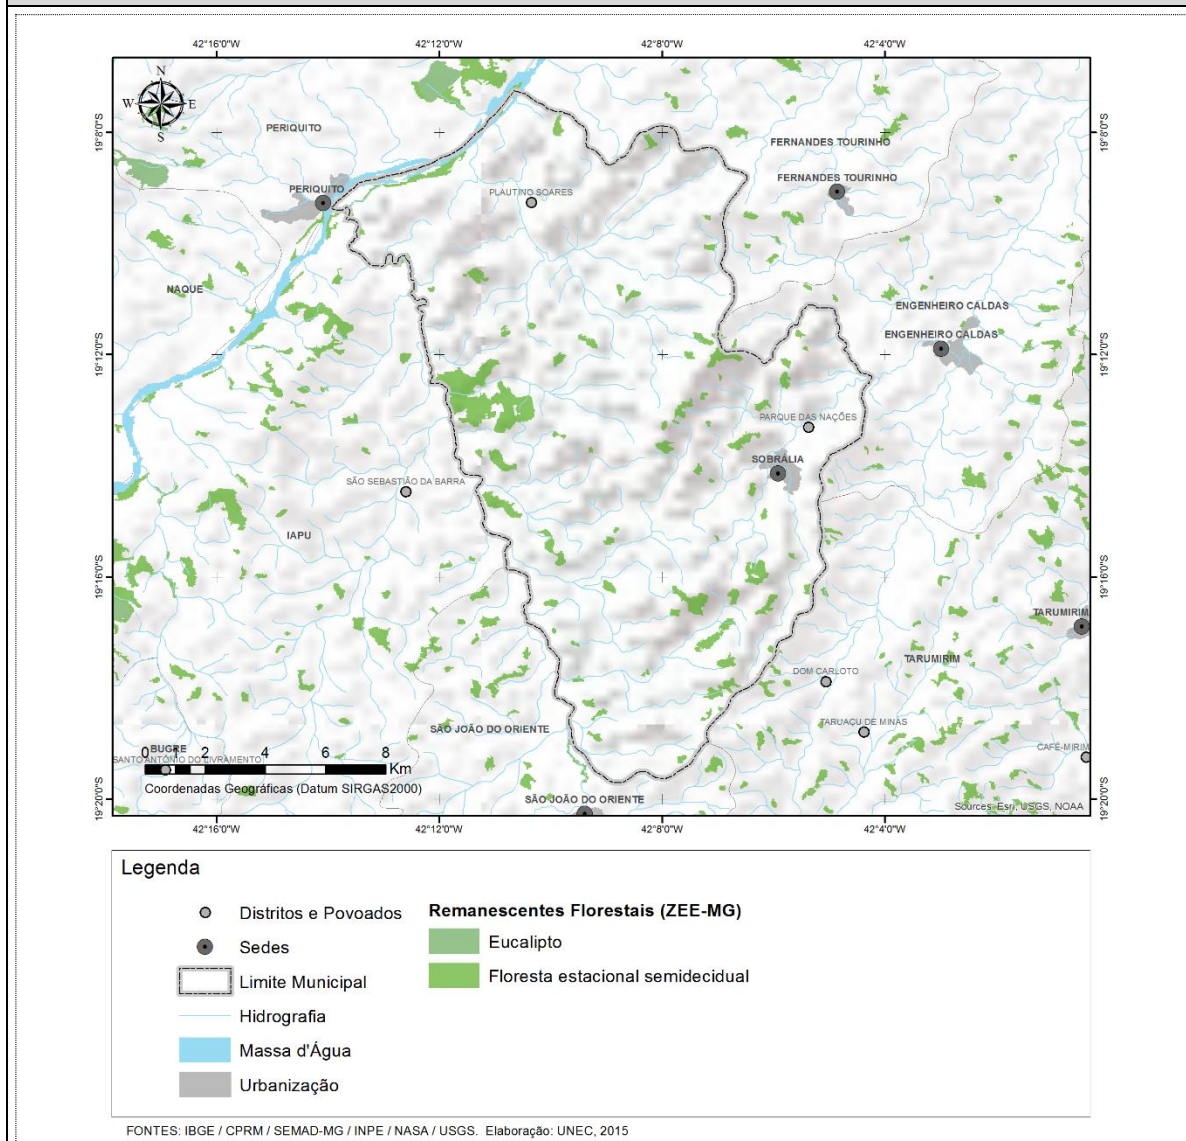 42°16'0"W 42°12'0"W 42°8'0"W 42°4'0"W
N
W E
S
19°8'0"S 19°8'0"S
PERIQUITO
FERNANDES TOURINHO
FERNANDES TOURINHO
PERIQUITO
PLAUTINO SOARES
NAQUE
ENGENHEIRO CALDAS
ENGENHEIRO CALDAS
19°12'0"S 19°12'0"S
PARQUE DAS NAÇÕES
SOBRÁLIA
SÃO SEBASTIÃO DA BARRA
IAPU
19°16'0"S 19°16'0"S
TARUMIRIM
TARUMIRIM
DOM CARLOTO
TARUAÇU DE MINAS
SÃO JOÃO DO ORIENTE
CAFÉ-MIRIM
BUGRE
SANTO ANTÔNIO DO LIVRAMENTO
0 2 4 6 8
Km
Coordenadas Geográficas (Datum SIRGAS2000)
SÃO JOÃO DO ORIENTE
Sources: Esri, USGS, NOAA
19°20'0"S 19°20'0"S
42°16'0"W 42°12'0"W 42°8'0"W 42°4'0"W
Legenda
Distritos e Povoados
Sedes
Limite Municipal
Hidrografia
Massa d'Água
Urbanização
Remanescentes Florestais (ZEE-MG)
Eucalipto
Floresta estacional semidecidual
FONTES: IBGE / CPRM / SEMAD-MG / INPE / NASA / USGS. Elaboração: UNEC, 2015